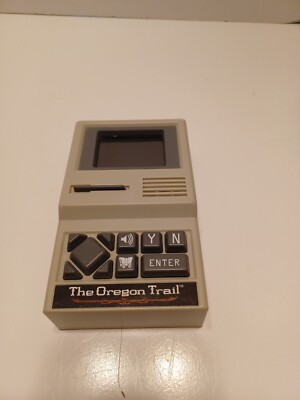 Y N
ENTER
The Oregon Trail®